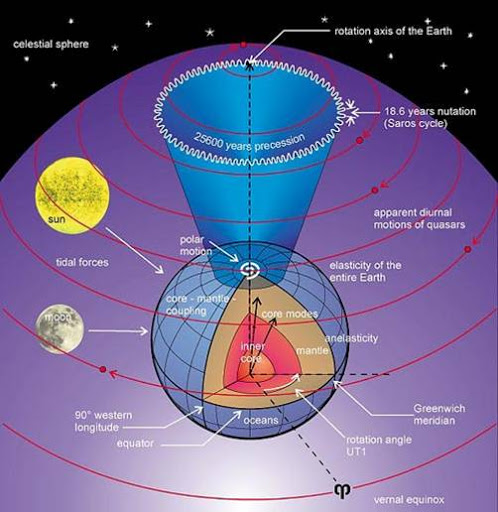 celestial sphere
rotation axis of the Earth
18.6 years nutation
(Saros cycle)
25600 years precession
sun
apparent diurnal
motions of quasars
polar
motion
tidal forces
elasticity of the
entire Earth
core - mantle -
coupling
moon
core modes
anelasticity
mantle
inner
core
90° western
longitude
equator
oceans
Greenwich
meridian
rotation angle
UT1
φ
vernal equinox